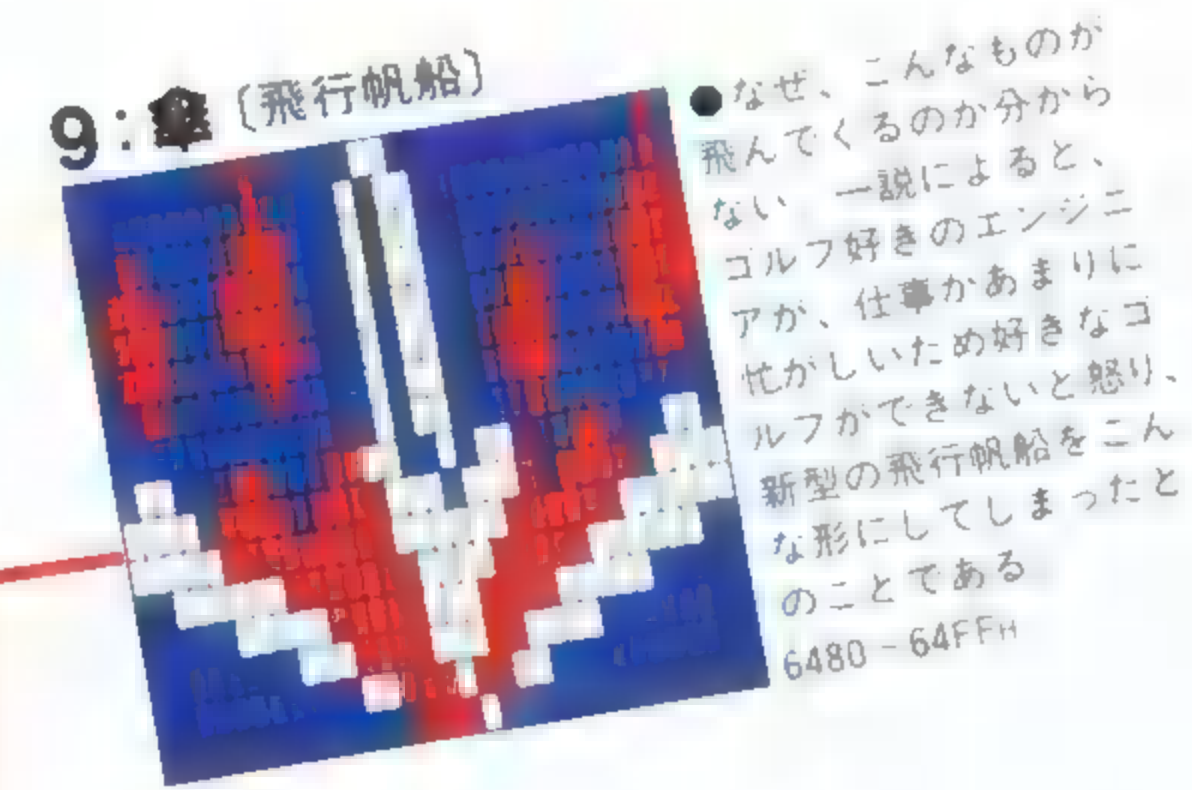 9:(飛行帆船)
●なぜ、こんなものが
飛んでくるのか分から
ない 一説によると、
ゴルフ好きのエンジニ
アが、仕事があまりに
忙がしいため好きなゴ
ルフができないと怒り、
新型の飛行帆船をこん
な形にしてしまったと
のことである
6480-64FFH